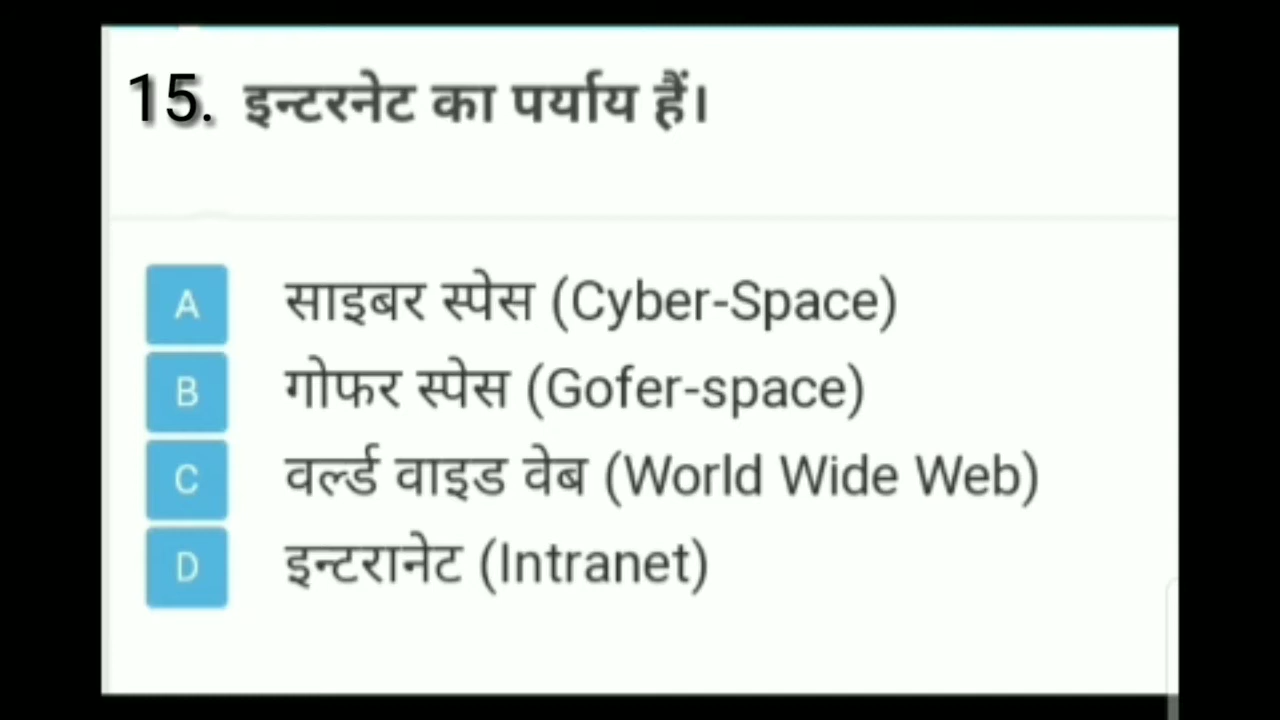 15. इन्टरनेट का पर्याय हैं।
A साइबर स्पेस (Cyber-Space)
B गोफर स्पेस (Gofer-space)
C वर्ल्ड वाइड वेब (World Wide Web)
D इन्टरानेट (Intranet)